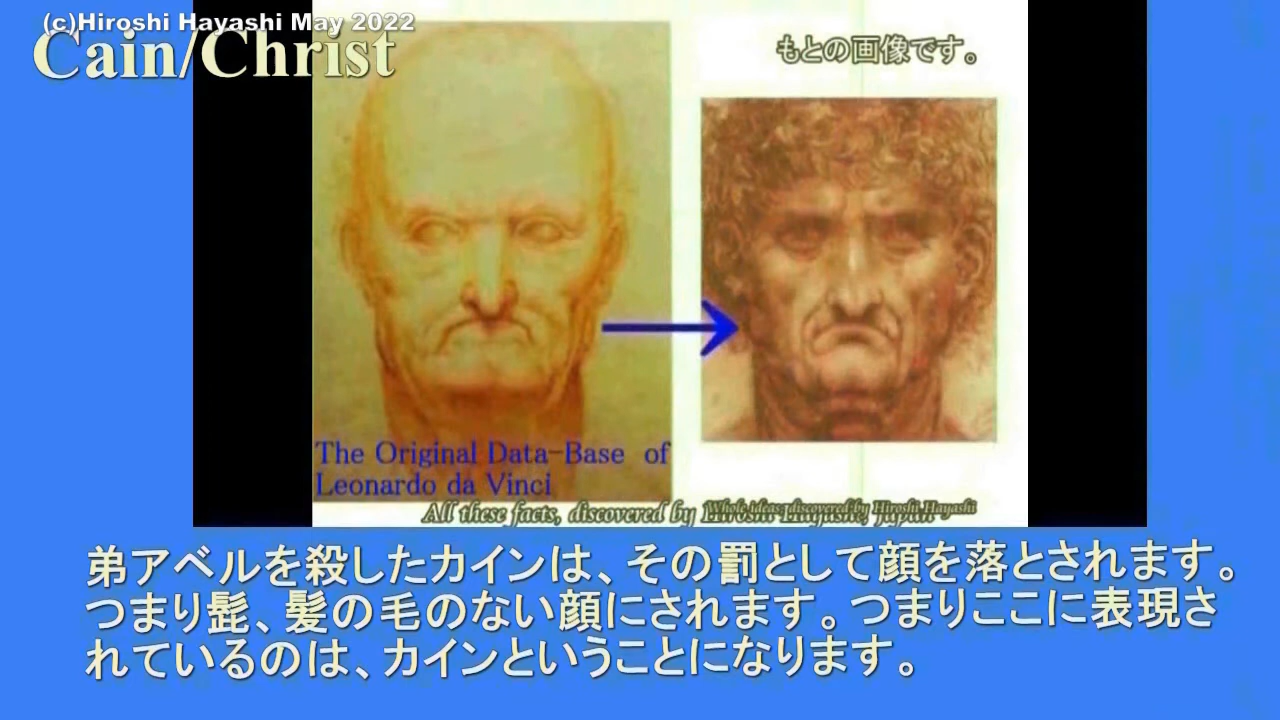 (c)Hiroshi Hayashi May 2022
Cain/Christ
もとの画像です。
The Original Data-Base of
Leonardo da Vinci
All these facts, discovered by Hiroshi Hayashi, Japan
Whole ideas; discovered by Hiroshi Hayashi
弟アベルを殺したカインは、その罰として顔を落とされます。
つまり髭、髪の毛のない顔にされます。つまりここに表現さ
れているのは、カインということになります。